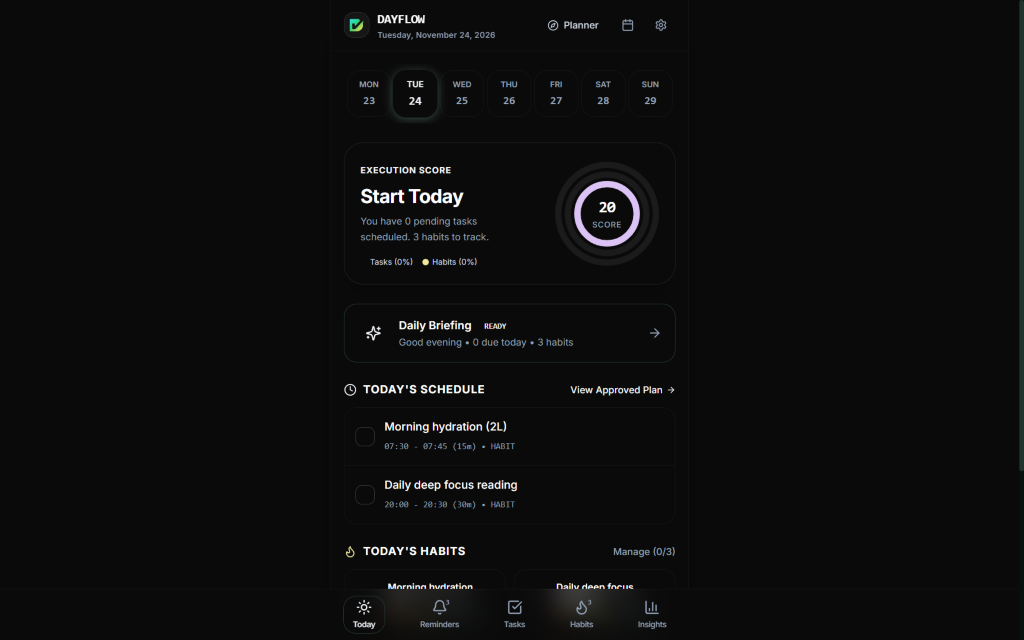 DAYFLOW
Tuesday, November 24, 2026
Planner
MON TUE WED THU FRI SAT SUN
23 24 25 26 27 28 29
EXECUTION SCORE
Start Today
You have 0 pending tasks
scheduled. 3 habits to track.
Tasks (0%) Habits (0%)
20
SCORE
Daily Briefing READY
Good evening • 0 due today • 3 habits
TODAY'S SCHEDULE View Approved Plan →
Morning hydration (2L)
07:30 - 07:45 (15m) • HABIT
Daily deep focus reading
20:00 - 20:30 (30m) • HABIT
TODAY'S HABITS Manage (0/3)
Morning hydration Daily deep focus
3 3
Today Reminders Tasks Habits Insights